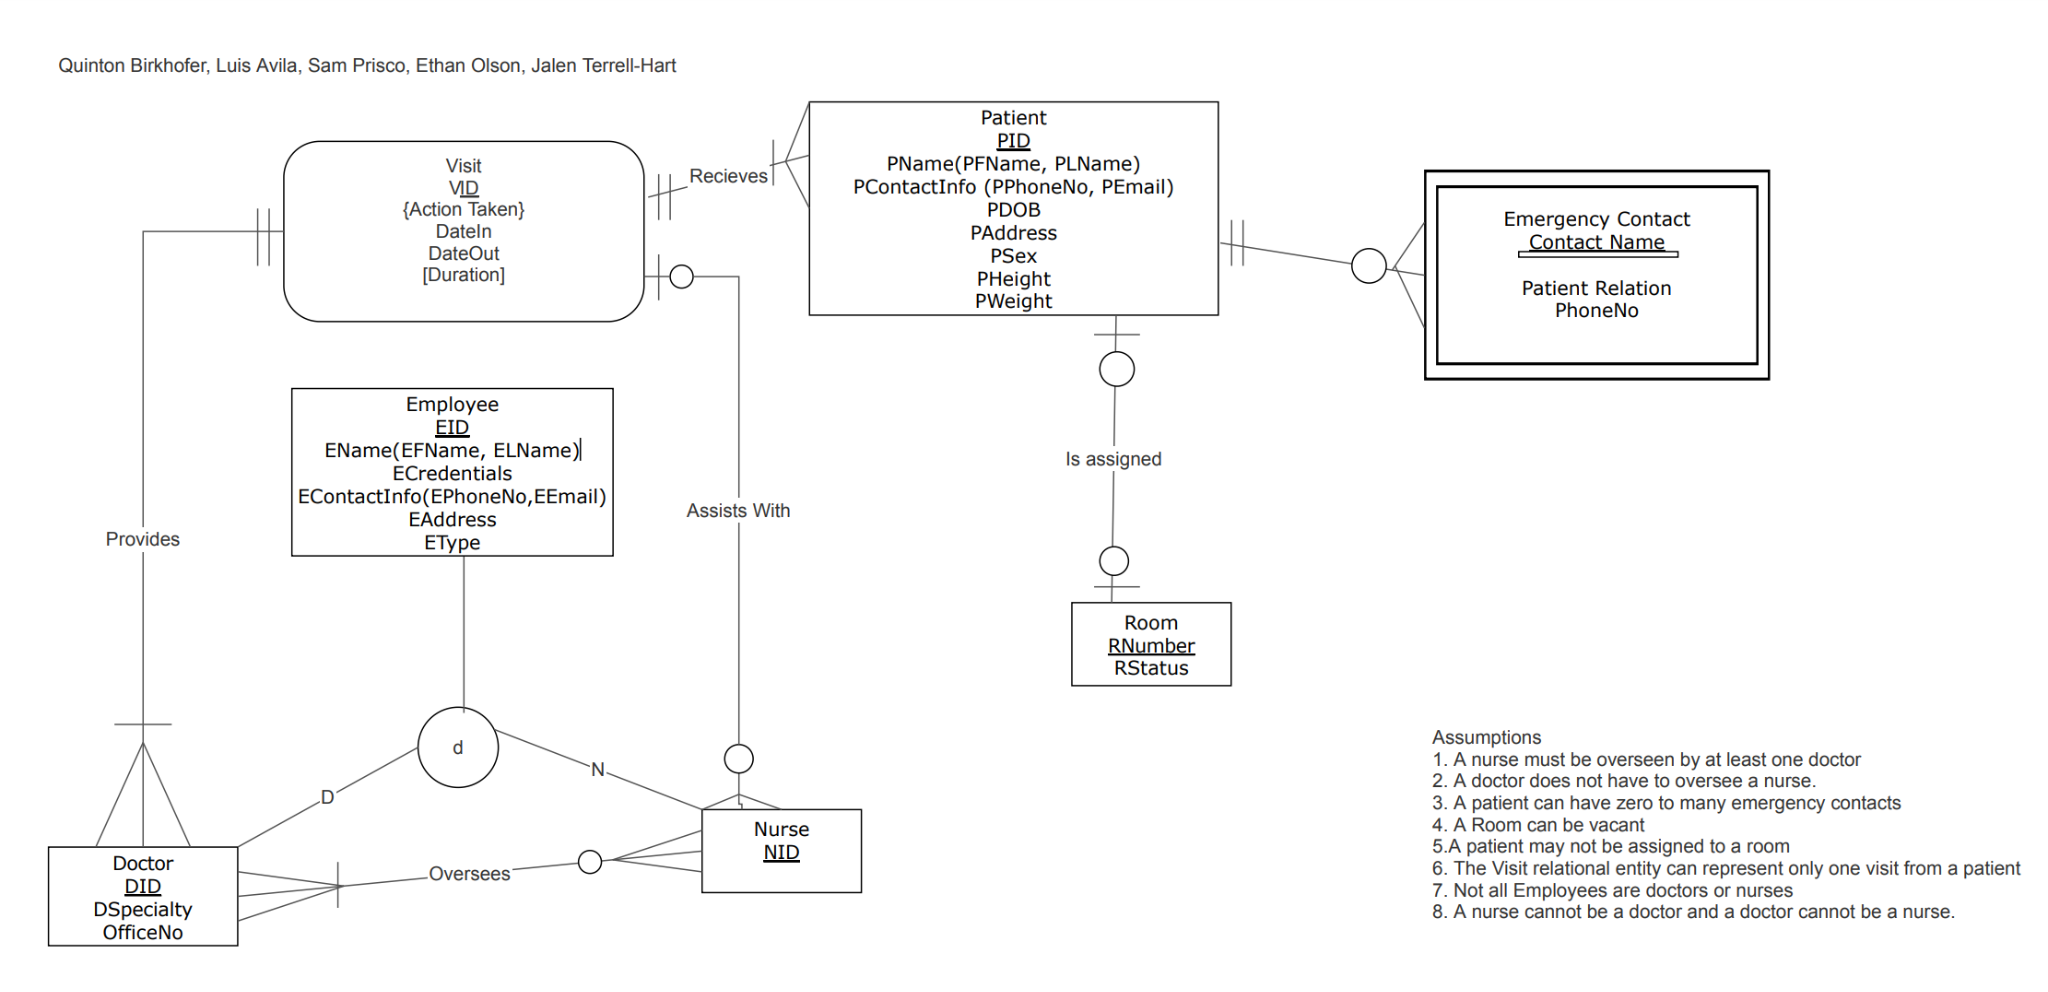 Quinton Birkhofer, Luis Avila, Sam Prisco, Ethan Olson, Jalen Terrell-Hart
Visit
VID
{Action Taken}
DateIn
DateOut
[Duration]
Recieves
Patient
PID
PName(PFName, PLName)
PContactInfo (PPhoneNo, PEmail)
PDOB
PAddress
PSex
PHeight
PWeight
Emergency Contact
Contact Name
Patient Relation
PhoneNo
Employee
EID
EName(EFName, ELName)
ECredentials
EContactInfo(EPhoneNo,EEmail)
EAddress
EType
Provides
Assists With
Is assigned
Room
RNumber
RStatus
d
D
N
Doctor
DID
DSpecialty
OfficeNo
Oversees
Nurse
NID
Assumptions
1. A nurse must be overseen by at least one doctor
2. A doctor does not have to oversee a nurse.
3. A patient can have zero to many emergency contacts
4. A Room can be vacant
5.A patient may not be assigned to a room
6. The Visit relational entity can represent only one visit from a patient
7. Not all Employees are doctors or nurses
8. A nurse cannot be a doctor and a doctor cannot be a nurse.